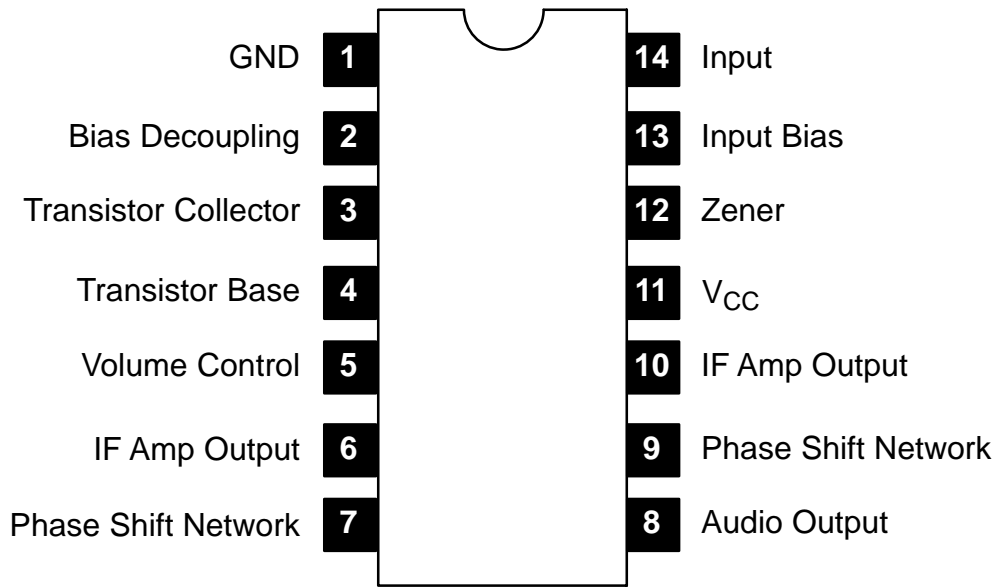 GND 1 14 Input
Bias Decoupling 2 13 Input Bias
Transistor Collector 3 12 Zener
Transistor Base 4 11 VCC
Volume Control 5 10 IF Amp Output
IF Amp Output 6 9 Phase Shift Network
Phase Shift Network 7 8 Audio Output